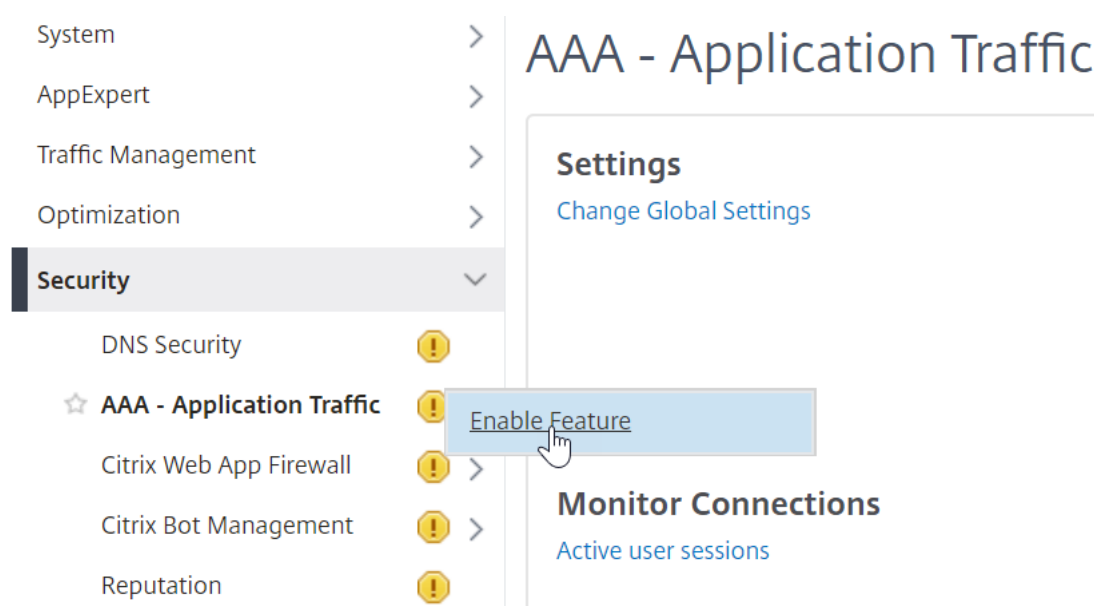 System
AppExpert
Traffic Management
Optimization
Security
DNS Security
AAA - Application Traffic
Citrix Web App Firewall
Citrix Bot Management
Reputation
Enable Feature
AAA - Application Traffic
Settings
Change Global Settings
Monitor Connections
Active user sessions